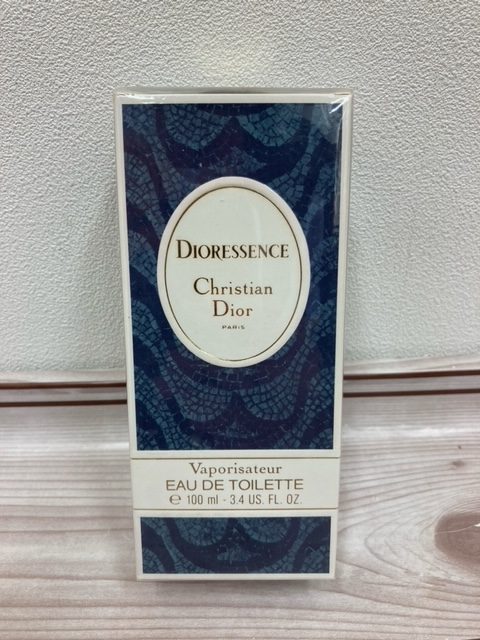 DIORESSENCE
Christian
Dior
PARIS
Vaporisateur
EAU DE TOILETTE
℮ 100 ml - 3.4 US. FL. OZ.